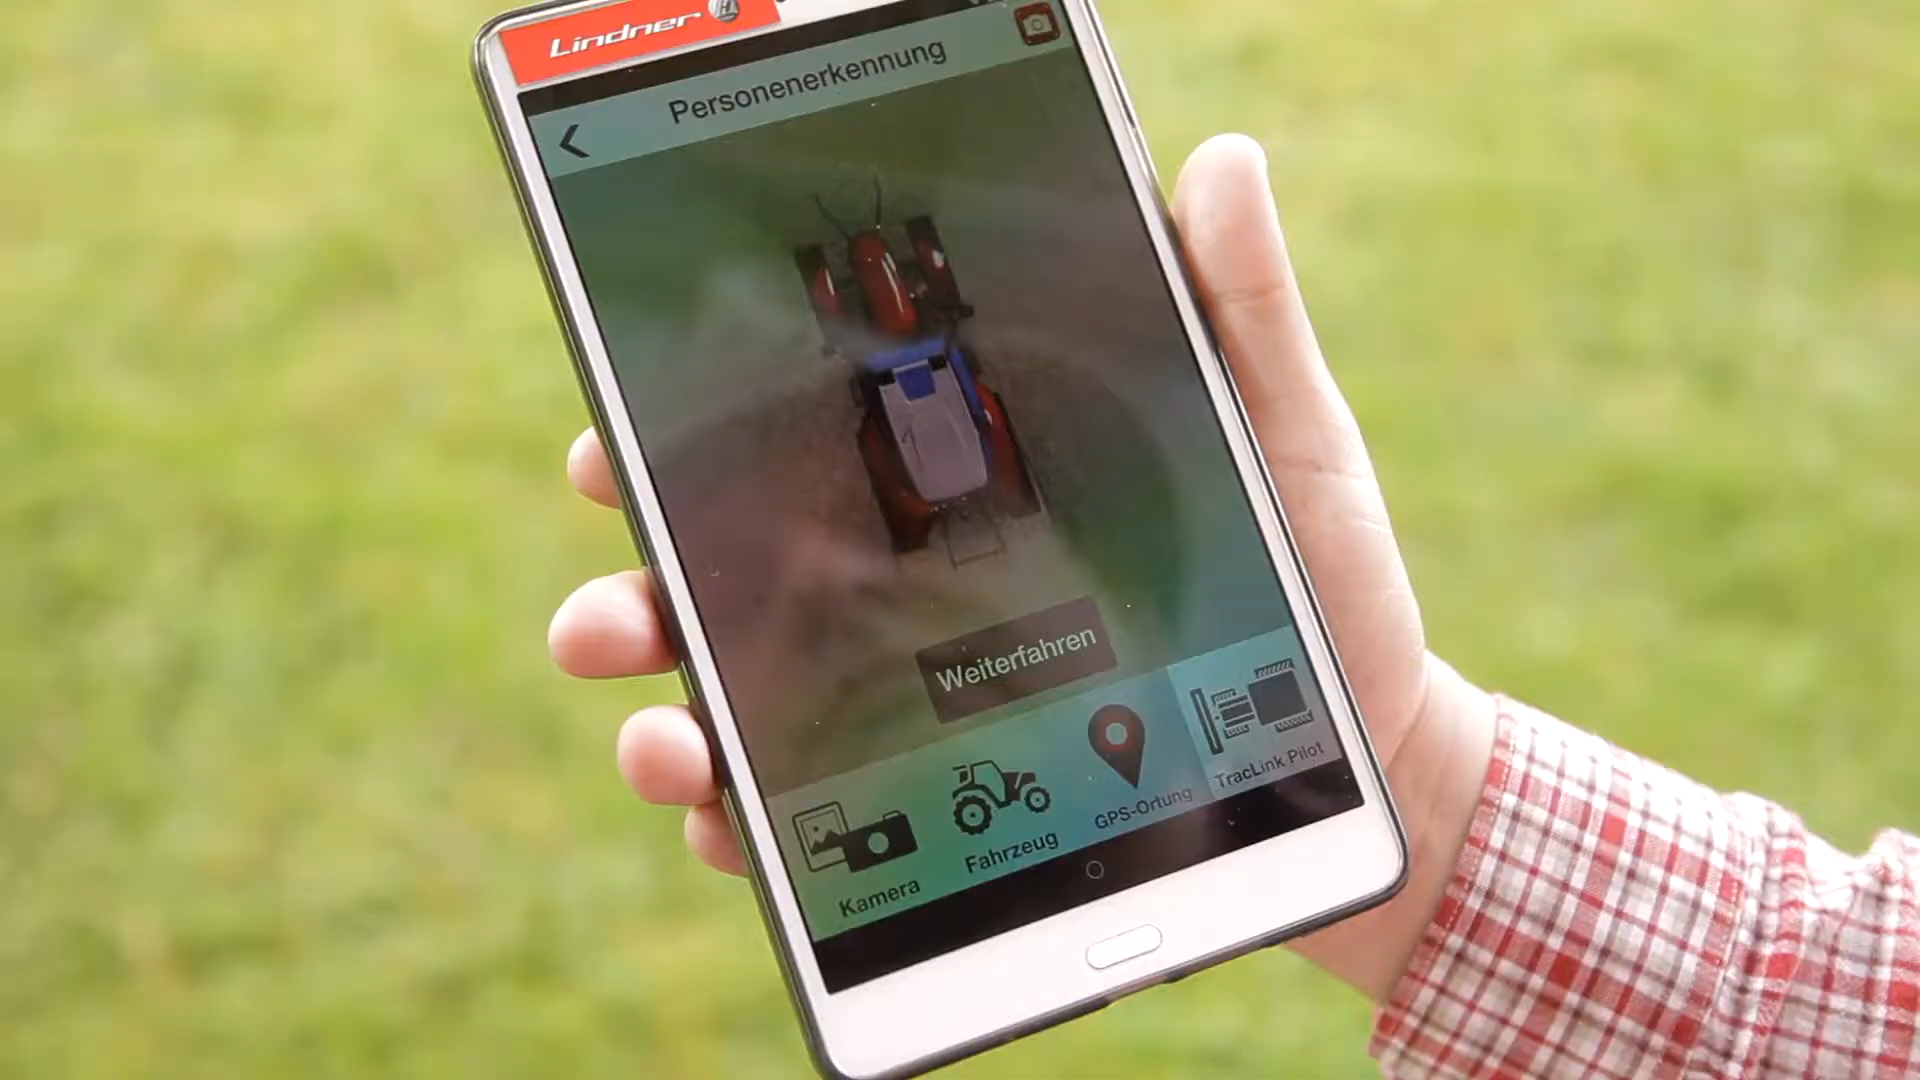 Lindner
Personenerkennung
Weiterfahren
Kamera
Fahrzeug
GPS-Ortung
TracLink Pilot